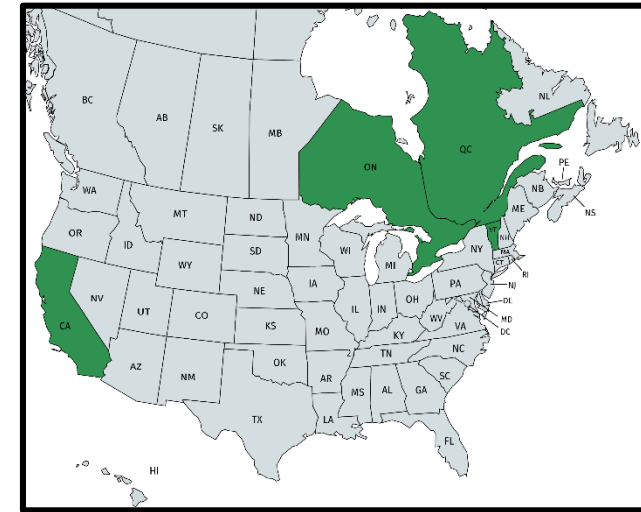 NL
BC
AB
SK
MB
ON
QC
PE
NB
NS
WA
MT
ND
MN
ME
VT
NH
OR
ID
SD
WI
MI
NY
MA
CT
RI
WY
IA
NE
PA
NJ
NV
UT
CO
IL
IN
OH
DE
MD
DC
CA
KS
MO
WV
VA
KY
AZ
NM
OK
TN
NC
AR
SC
MS
AL
GA
TX
LA
FL
HI